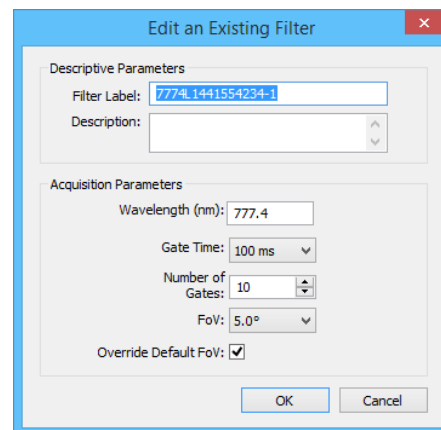 Edit an Existing Filter
Descriptive Parameters
Filter Label: 7774L1441554234-1
Description:
Acquisition Parameters
Wavelength (nm): 777.4
Gate Time: 100 ms
Number of
Gates: 10
FoV: 5.0°
Override Default FoV:
OK Cancel